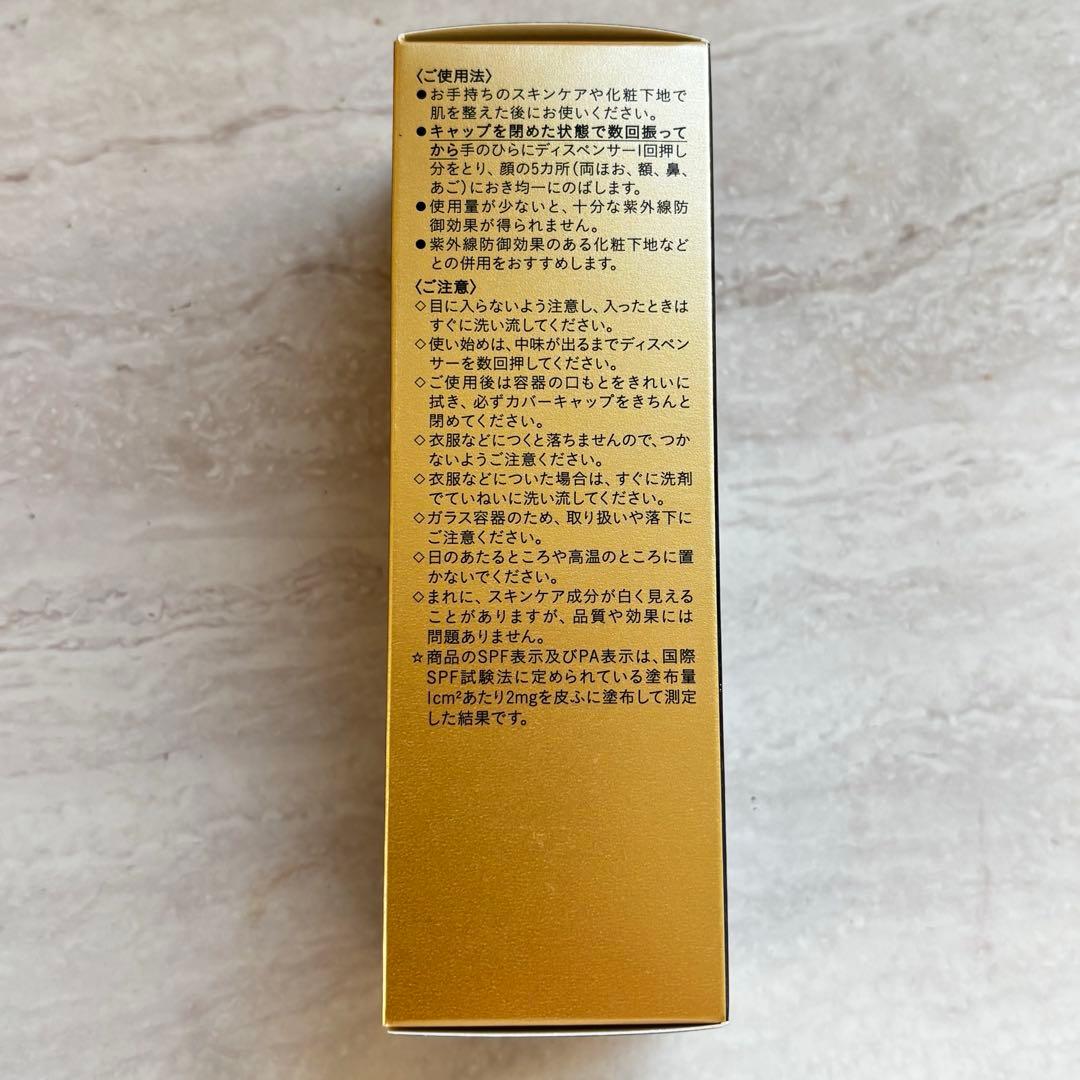 〈ご使用法〉
●お手持ちのスキンケアや化粧下地で
肌を整えた後にお使いください。
●キャップを閉めた状態で数回振って
から手のひらにディスペンサー1回押し
分をとり、顔の5カ所(両ほお、額、鼻、
あご)におき均一にのばします。
●使用量が少ないと、十分な紫外線防
御効果が得られません。
●紫外線防御効果のある化粧下地など
との併用をおすすめします。
〈ご注意〉
◇目に入らないよう注意し、入ったときは
すぐに洗い流してください。
◇使い始めは、中味が出るまでディスペン
サーを数回押してください。
◇ご使用後は容器の口もとをきれいに
拭き、必ずカバーキャップをきちんと
閉めてください。
◇衣服などにつくと落ちませんので、つか
ないようご注意ください。
◇衣服などについた場合は、すぐに洗剤
でていねいに洗い流してください。
◇ガラス容器のため、取り扱いや落下に
ご注意ください。
◇日のあたるところや高温のところに置
かないでください。
◇まれに、スキンケア成分が白く見える
ことがありますが、品質や効果には
問題ありません。
☆商品のSPF表示及びPA表示は、国際
SPF試験法に定められている塗布量
1cm²あたり2mgを皮ふに塗布して測定
した結果です。